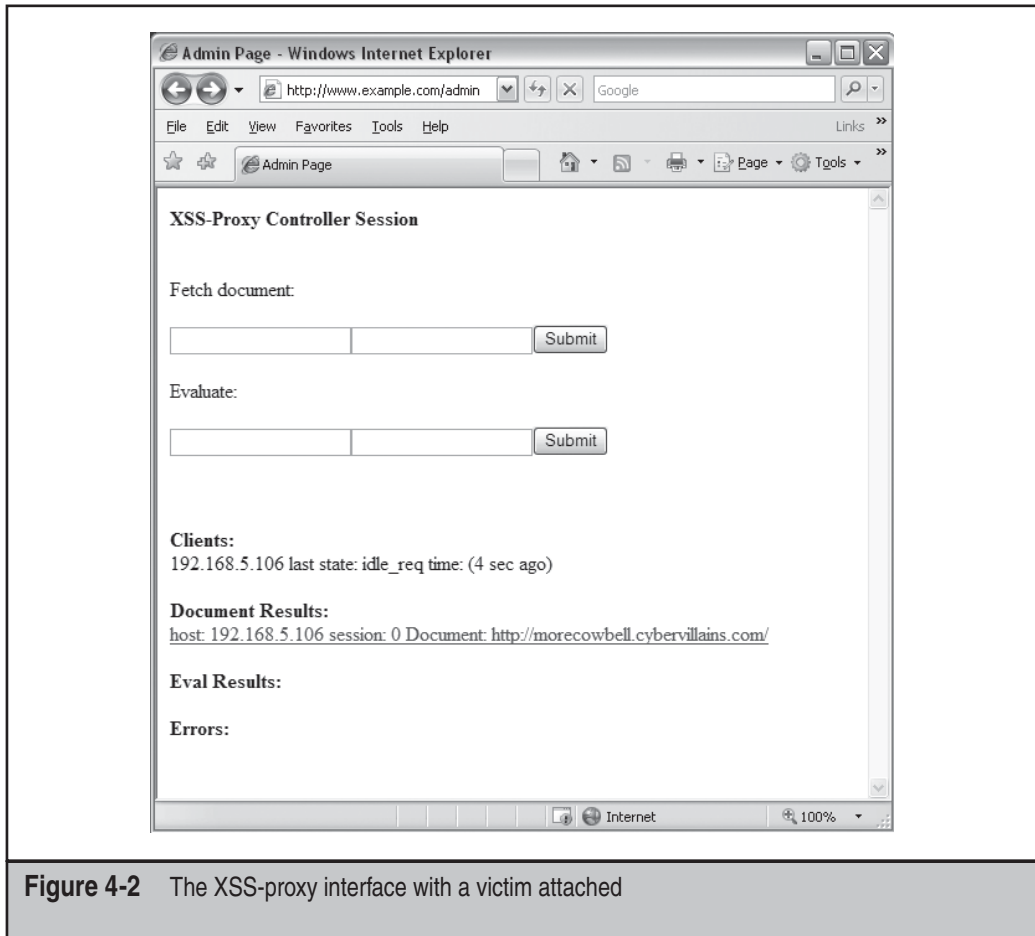 Admin Page - Windows Internet Explorer
http://www.example.com/admin
Google
File Edit View Favorites Tools Help
Links »
Admin Page
Page Tools »
XSS-Proxy Controller Session
Fetch document:
Submit
Evaluate:
Submit
Clients:
192.168.5.106 last state: idle_req time: (4 sec ago)
Document Results:
host: 192.168.5.106 session: 0 Document: http://morecowbell.cybervillains.com/
Eval Results:
Errors:
Internet
100%
Figure 4-2 The XSS-proxy interface with a victim attached